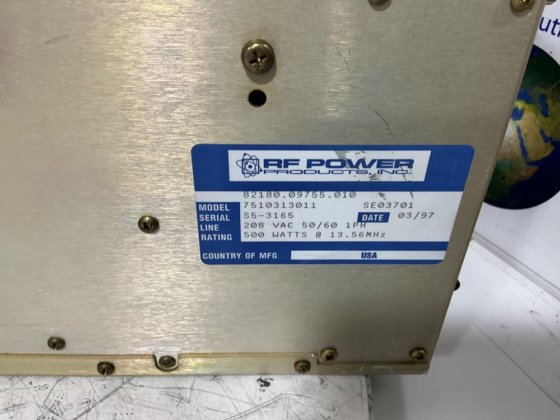 RF POWER
PRODUCTS, INC.
82180.09755.010
MODEL 7510313011 SE03701
SERIAL S5-3165 DATE 03/97
LINE 208 VAC 50/60 1PH
RATING 500 WATTS @ 13.56MHz
COUNTRY OF MFG USA